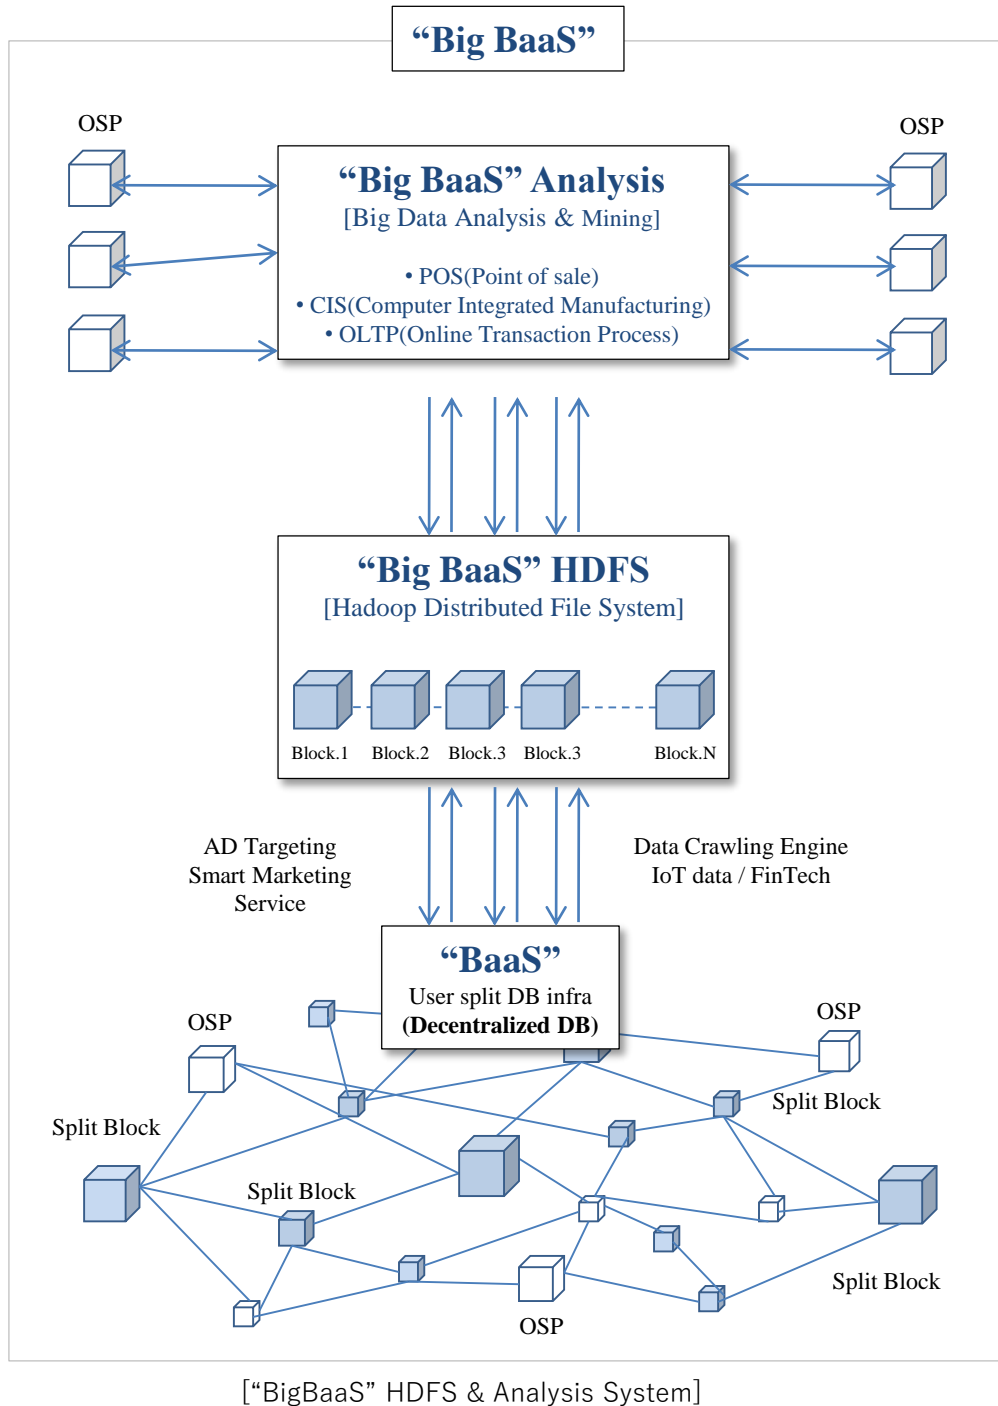 “Big BaaS”
OSP
OSP
“Big BaaS” Analysis
[Big Data Analysis & Mining]
• POS(Point of sale)
• CIS(Computer Integrated Manufacturing)
• OLTP(Online Transaction Process)
“Big BaaS” HDFS
[Hadoop Distributed File System]
Block.1 Block.2 Block.3 Block.3 Block.N
AD Targeting
Smart Marketing
Service
Data Crawling Engine
IoT data / FinTech
“BaaS”
User split DB infra
(Decentralized DB)
OSP
OSP
Split Block
Split Block
Split Block
Split Block
OSP
[“BigBaaS” HDFS & Analysis System]